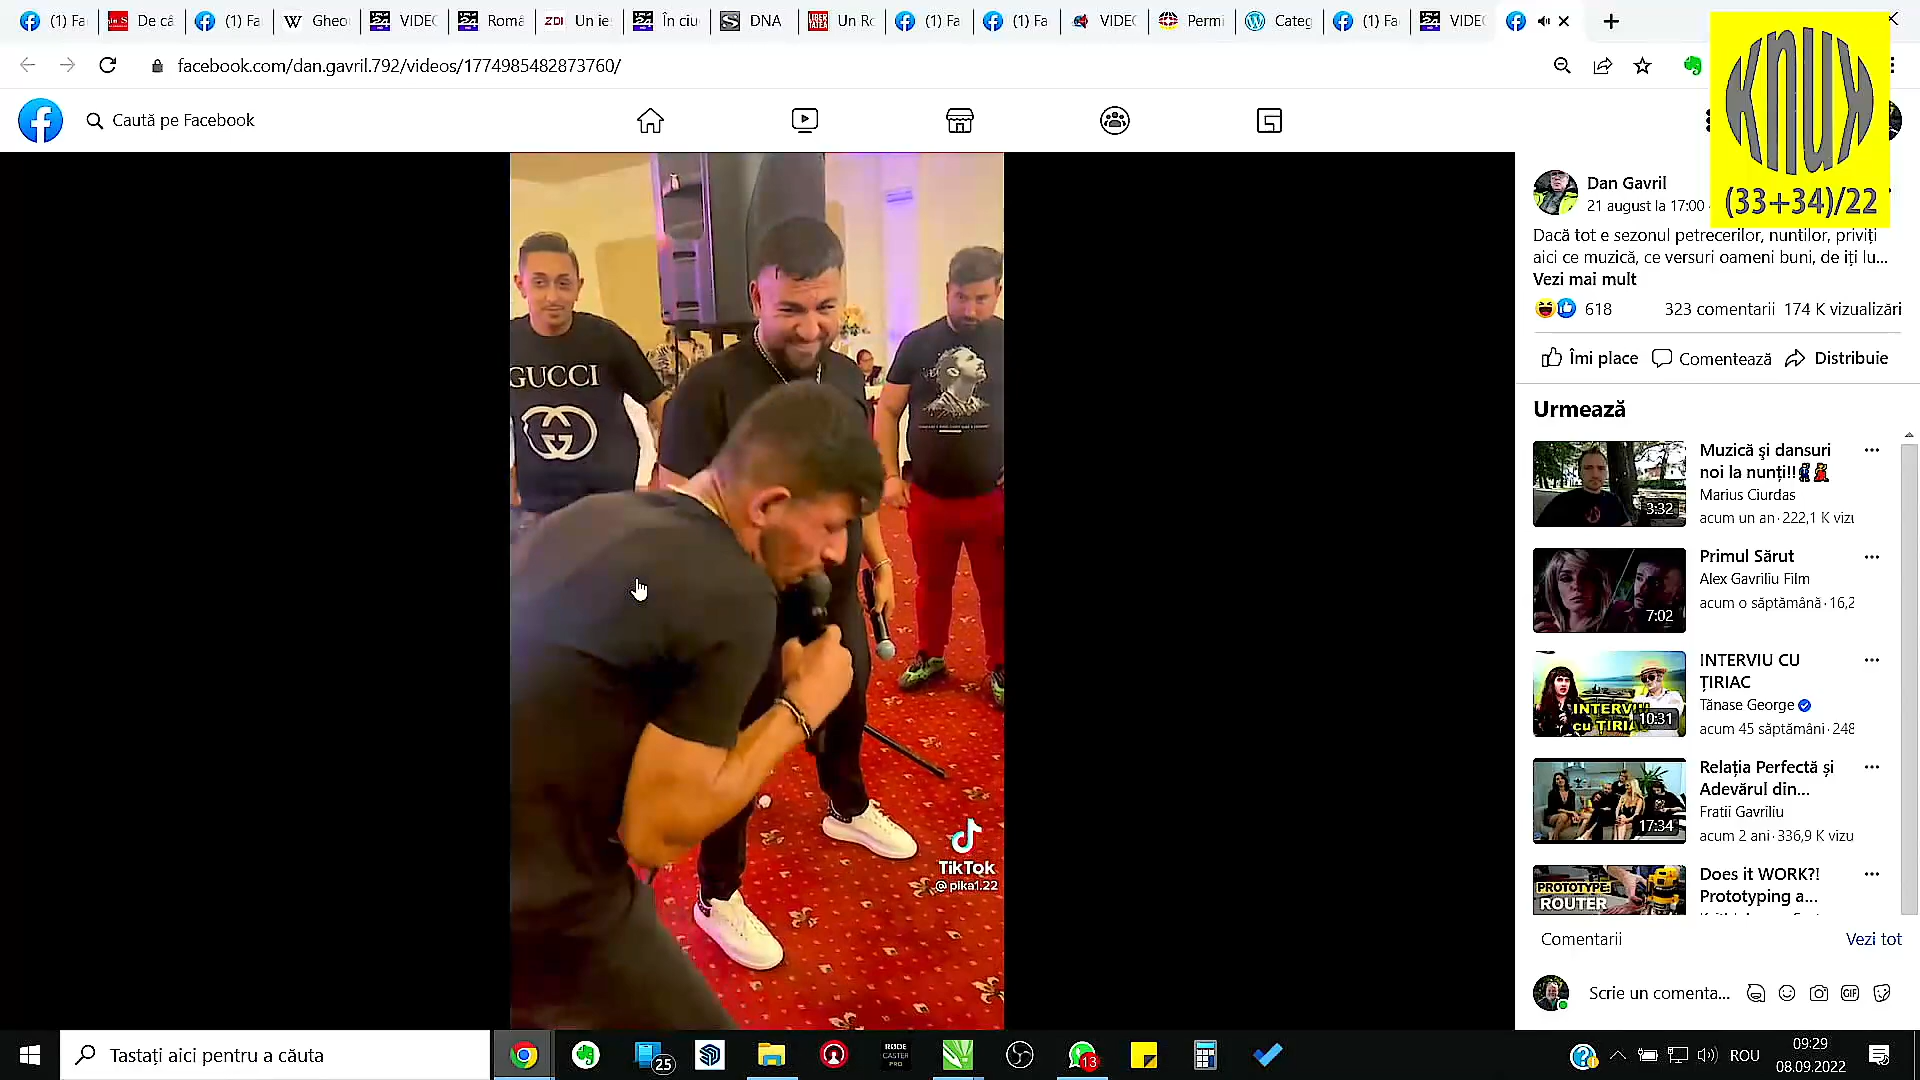 (1) Fa
De câ
(1) Fa
Gheo
VIDEO
Româ
Un ie
În ciu
DNA
Un Ro
(1) Fa
(1) Fa
VIDEO
Permi
Categ
(1) Fa
VIDEO
facebook.com/dan.gavril.792/videos/1774985482873760/
Caută pe Facebook
KNUK
(33+34)/22
Dan Gavril
21 august la 17:00
Dacă tot e sezonul petrecerilor, nuntilor, priviți
aici ce muzică, ce versuri oameni buni, de iți lu...
Vezi mai mult
618
323 comentarii 174 K vizualizări
Îmi place
Comentează
Distribuie
Urmează
Muzică și dansuri
noi la nunți!!
Marius Ciurdas
acum un an · 222,1 K vizu
3:32
Primul Sărut
Alex Gavriliu Film
acum o săptămână · 16,2
7:02
INTERVIU CU
ȚIRIAC
Tănase George
acum 45 săptămâni · 248
10:31
Relația Perfectă și
Adevărul din...
Fratii Gavriliu
acum 2 ani · 336,9 K vizu
17:34
Does it WORK?!
Prototyping a...
PROTOTYPE
ROUTER
Comentarii
Vezi tot
Scrie un comenta...
GIF
GUCCI
TikTok
@pika1.22
Tastați aici pentru a căuta
25
RØDE
CASTER
PRO
13
ROU
09:29
08.09.2022